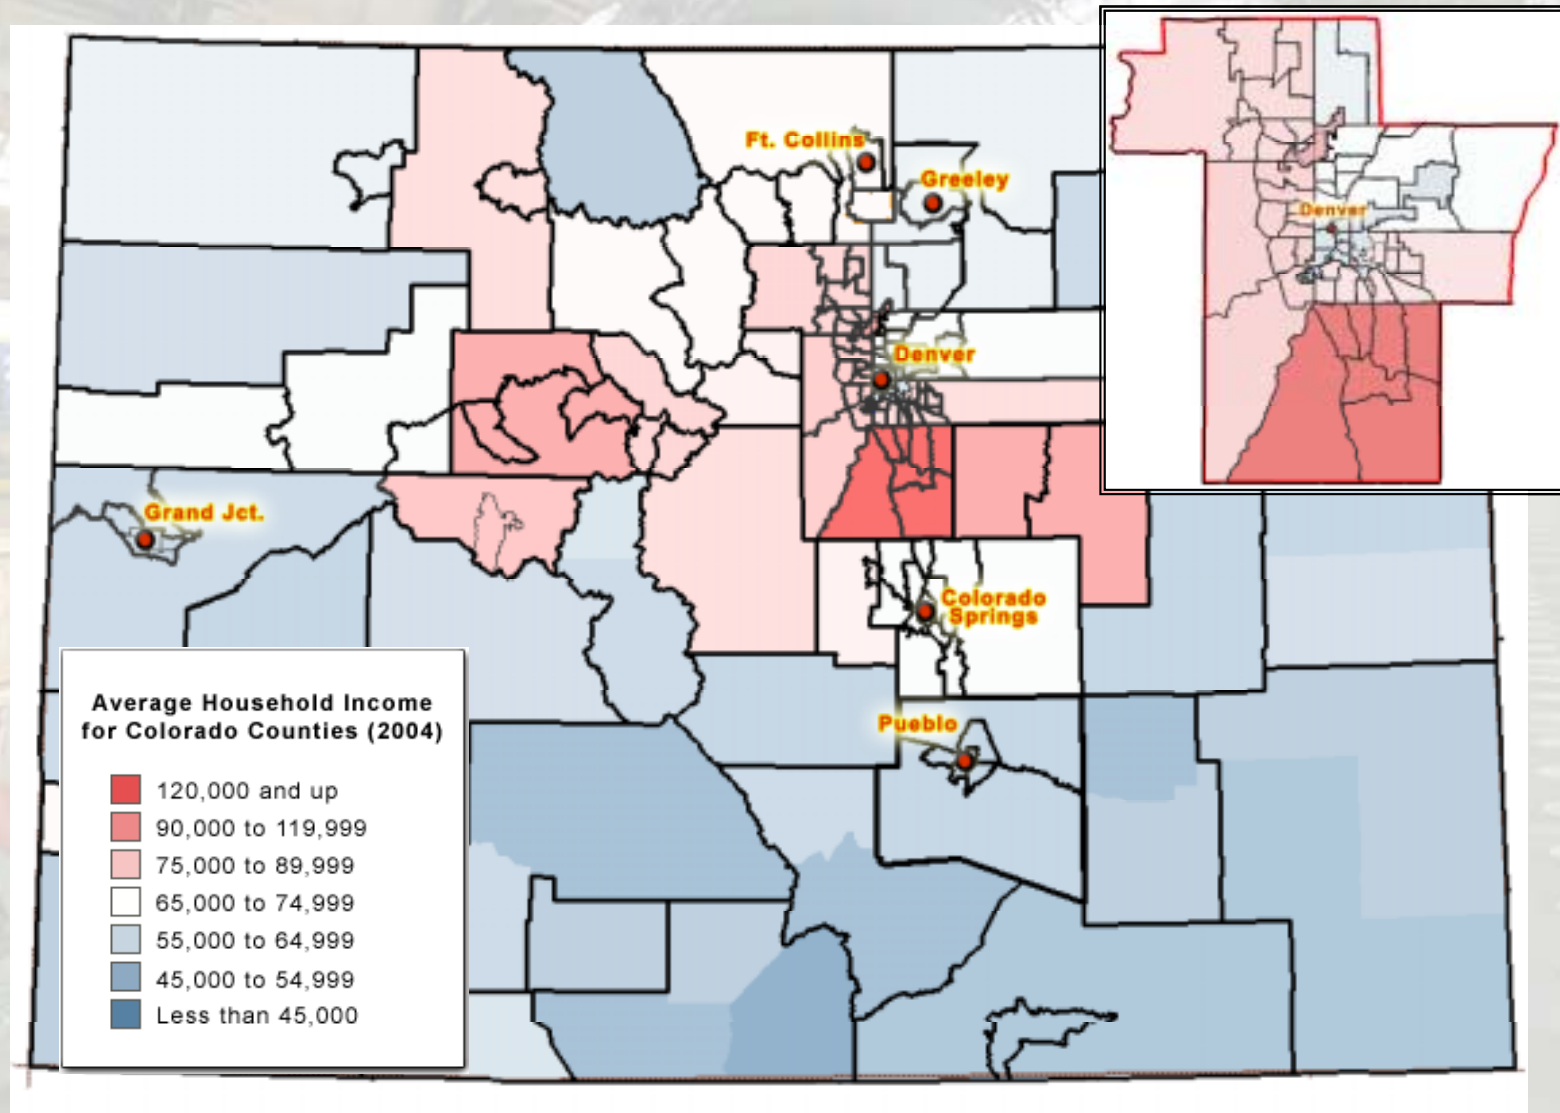 Ft. Collins
Greeley
Denver
Denver
Grand Jct.
Colorado
Springs
Pueblo
Average Household Income
for Colorado Counties (2004)
120,000 and up
90,000 to 119,999
75,000 to 89,999
65,000 to 74,999
55,000 to 64,999
45,000 to 54,999
Less than 45,000